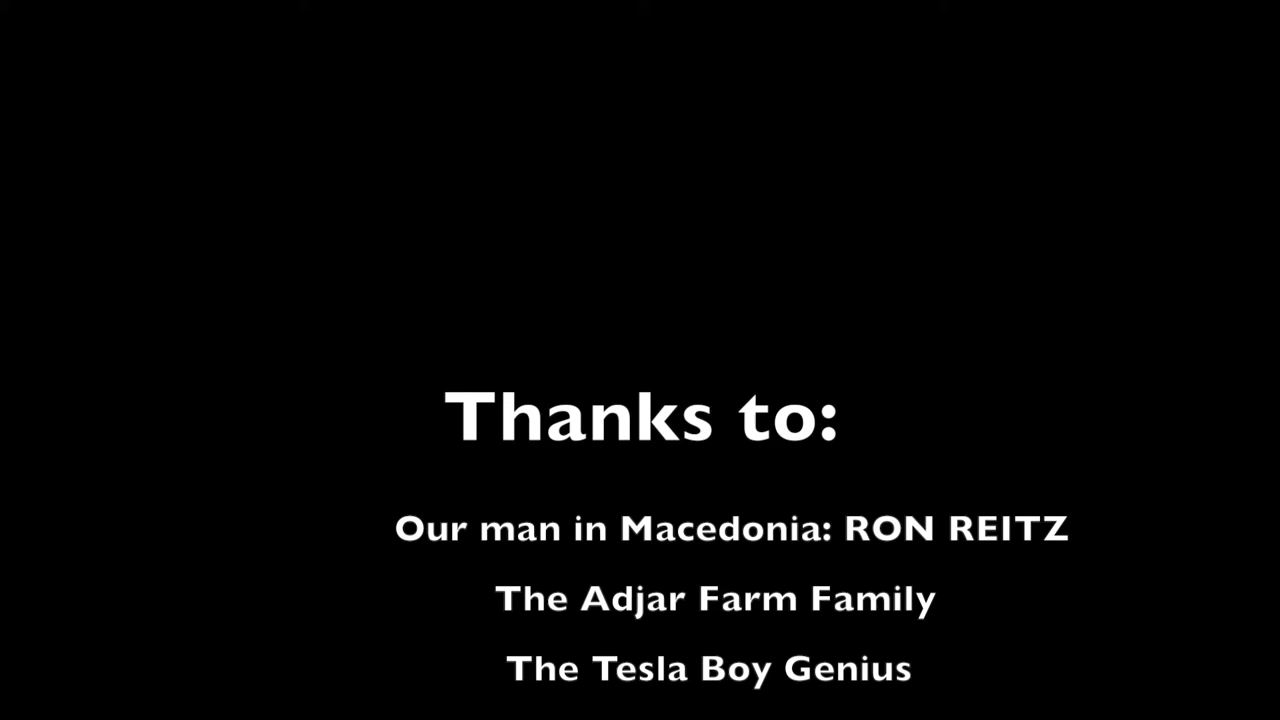 Thanks to:
Our man in Macedonia: RON REITZ
The Adjar Farm Family
The Tesla Boy Genius